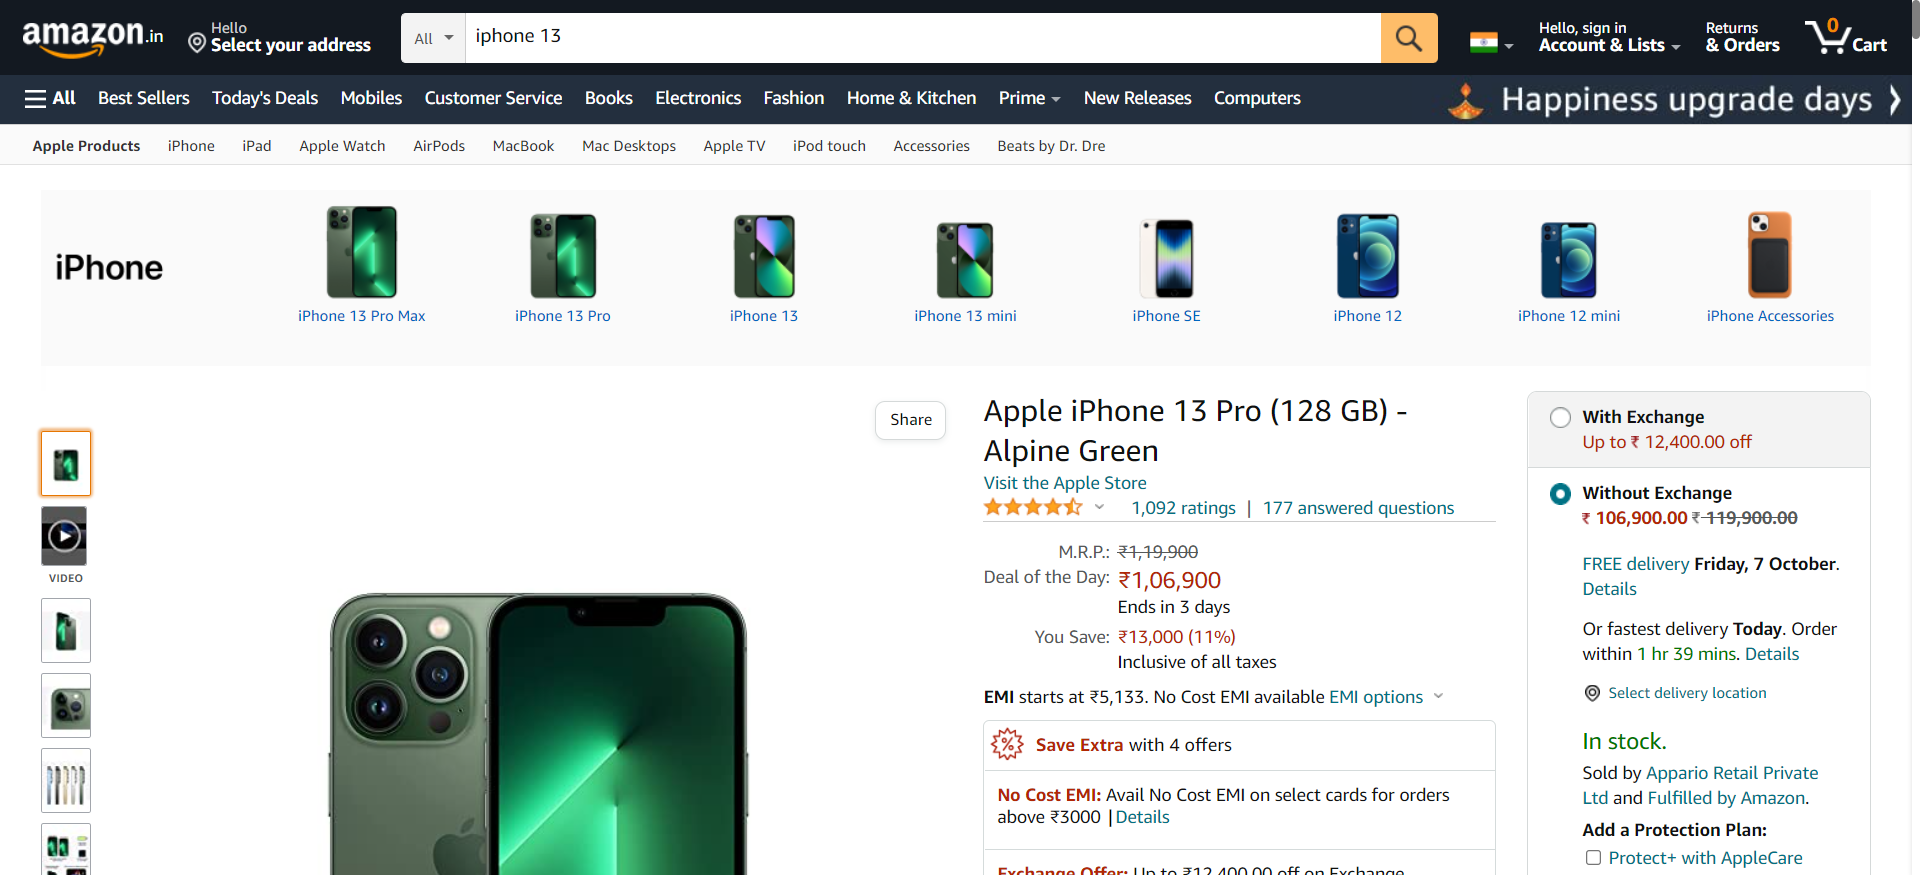 amazon.in
Hello
Select your address
All
iphone 13
Hello, sign in
Account & Lists
Returns
& Orders
0
Cart
All
Best Sellers
Today's Deals
Mobiles
Customer Service
Books
Electronics
Fashion
Home & Kitchen
Prime
New Releases
Computers
Happiness upgrade days
Apple Products
iPhone
iPad
Apple Watch
AirPods
MacBook
Mac Desktops
Apple TV
iPod touch
Accessories
Beats by Dr. Dre
iPhone
iPhone 13 Pro Max
iPhone 13 Pro
iPhone 13
iPhone 13 mini
iPhone SE
iPhone 12
iPhone 12 mini
iPhone Accessories
VIDEO
Share
Apple iPhone 13 Pro (128 GB) -
Alpine Green
Visit the Apple Store
1,092 ratings | 177 answered questions
M.R.P.: ₹1,19,900
Deal of the Day: ₹1,06,900
Ends in 3 days
You Save: ₹13,000 (11%)
Inclusive of all taxes
EMI starts at ₹5,133. No Cost EMI available EMI options
Save Extra with 4 offers
No Cost EMI: Avail No Cost EMI on select cards for orders
above ₹3000 |Details
Exchange Offer: Up to ₹12,400.00 off on Exchange
With Exchange
Up to ₹ 12,400.00 off
Without Exchange
₹ 106,900.00 ₹ 119,900.00
FREE delivery Friday, 7 October.
Details
Or fastest delivery Today. Order
within 1 hr 39 mins. Details
Select delivery location
In stock.
Sold by Appario Retail Private
Ltd and Fulfilled by Amazon.
Add a Protection Plan:
Protect+ with AppleCare